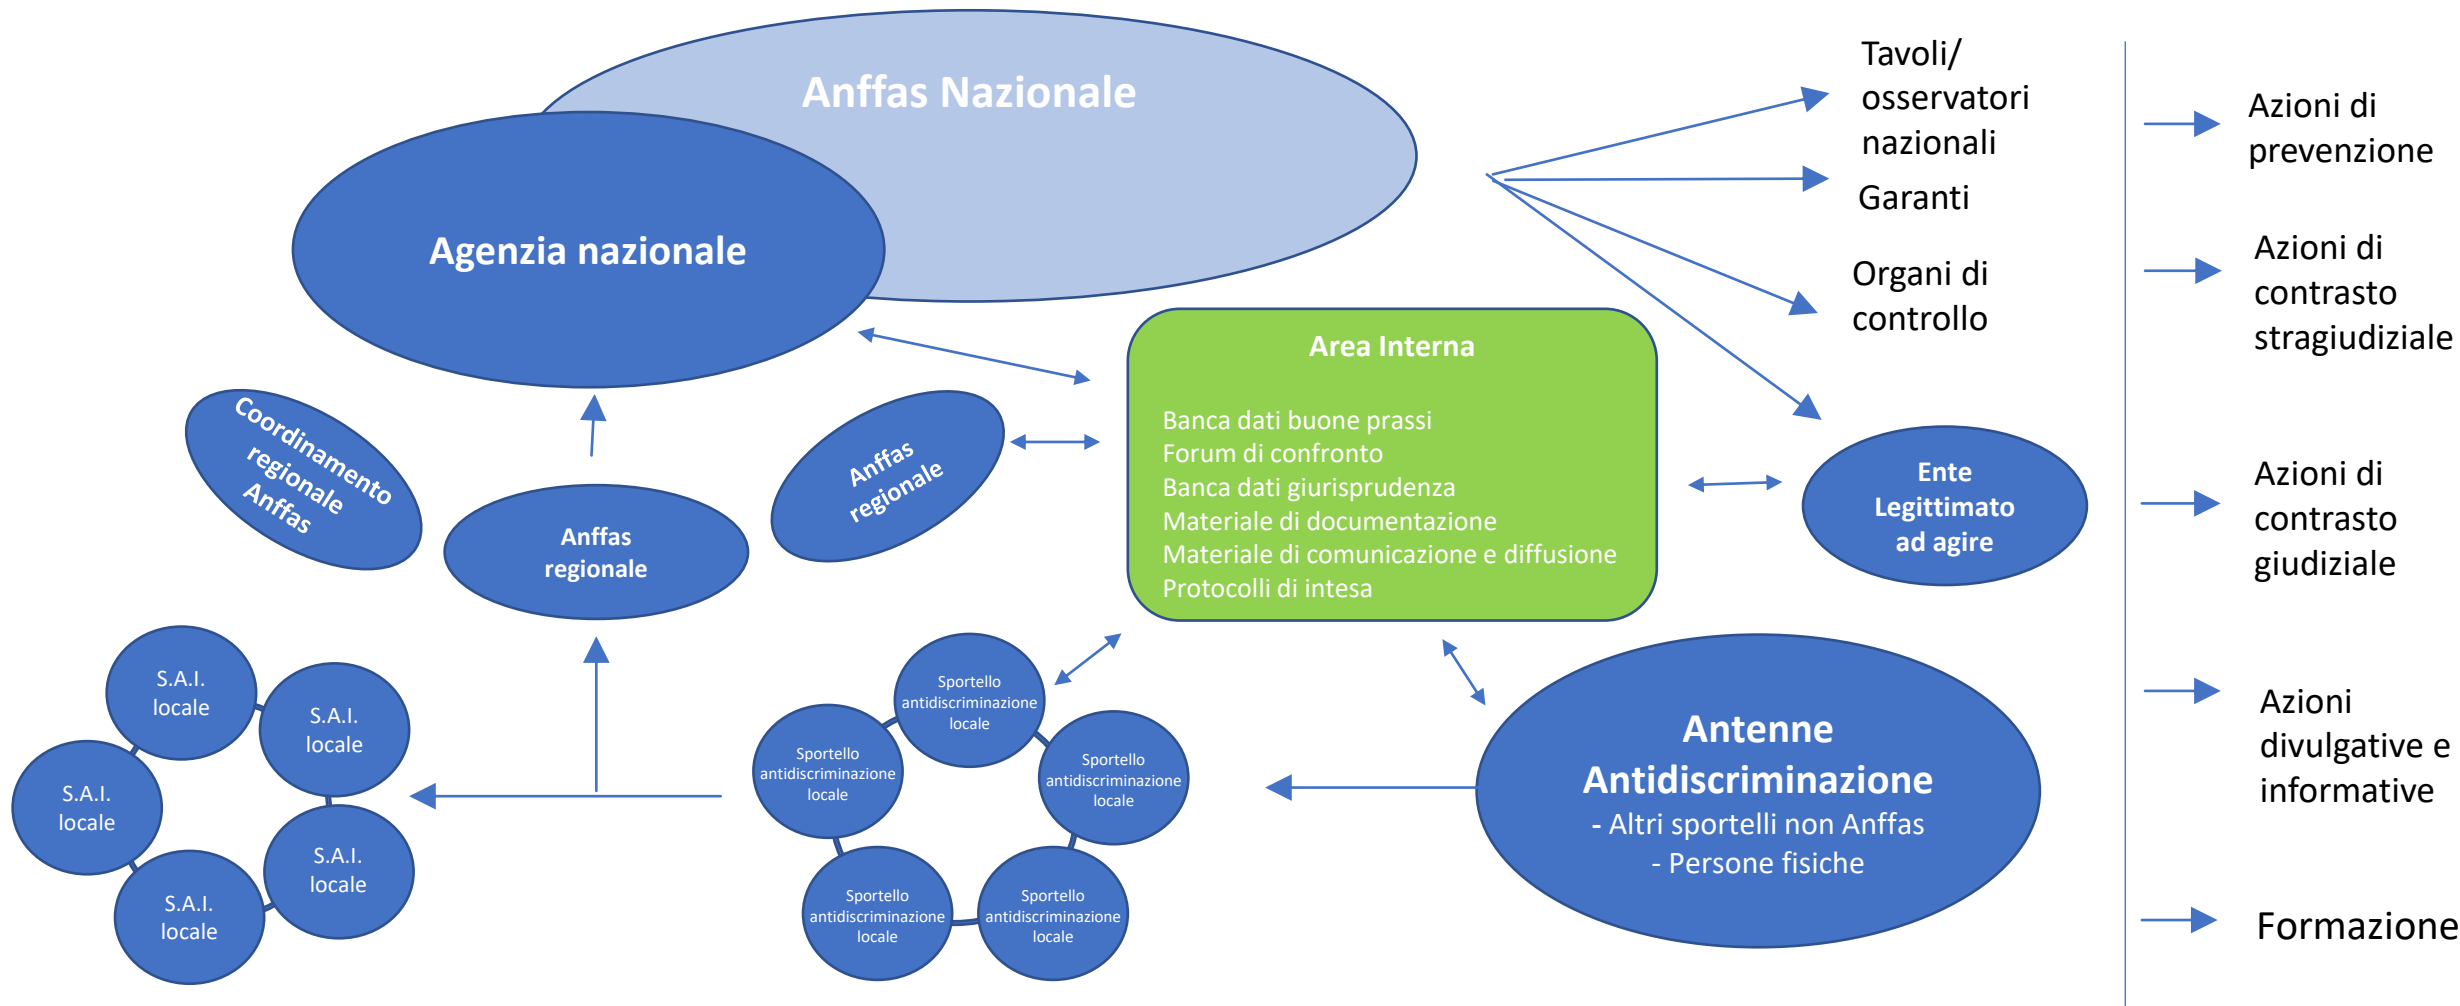 Anffas Nazionale
Agenzia nazionale
Tavoli/
osservatori
nazionali
Garanti
Organi di
controllo
Area Interna
Banca dati buone prassi
Forum di confronto
Banca dati giurisprudenza
Materiale di documentazione
Materiale di comunicazione e diffusione
Protocolli di intesa
Coordinamento
regionale
Anffas
Anffas
regionale
Anffas
regionale
Ente
Legittimato
ad agire
S.A.I.
locale
S.A.I.
locale
S.A.I.
locale
S.A.I.
locale
S.A.I.
locale
Sportello
antidiscriminazione
locale
Sportello
antidiscriminazione
locale
Sportello
antidiscriminazione
locale
Sportello
antidiscriminazione
locale
Sportello
antidiscriminazione
locale
Antenne
Antidiscriminazione
- Altri sportelli non Anffas
- Persone fisiche
Azioni di
prevenzione
Azioni di
contrasto
stragiudiziale
Azioni di
contrasto
giudiziale
Azioni
divulgative e
informative
Formazione